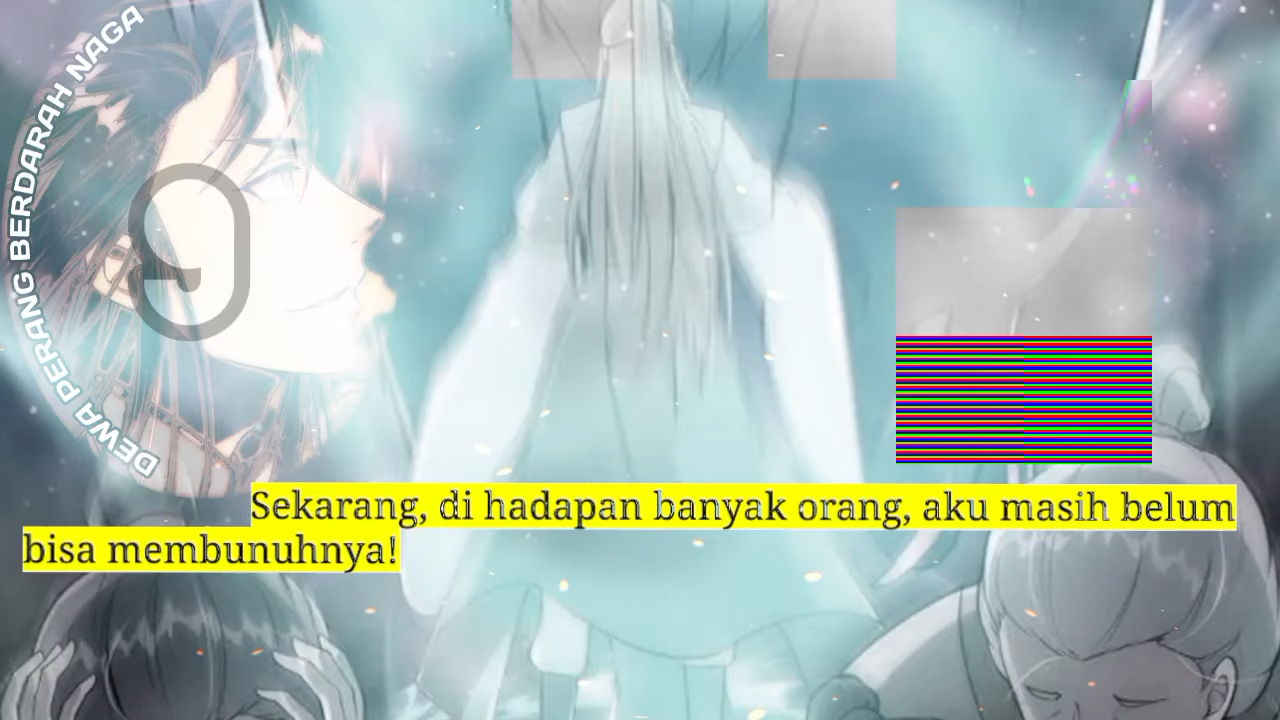 DEWA PERANG BERDARAH NAGA
Sekarang, di hadapan banyak orang, aku masih belum
bisa membunuhnya!